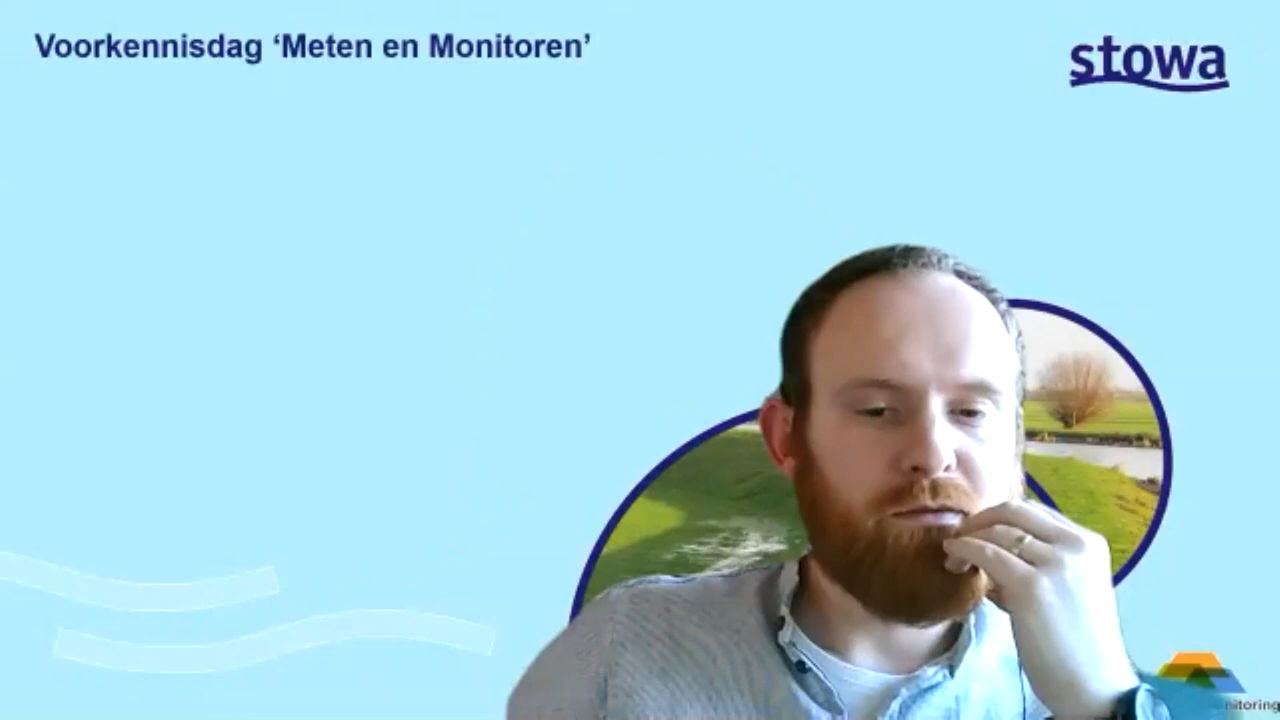 Voorkennisdag ‘Meten en Monitoren’
stowa
nitoring